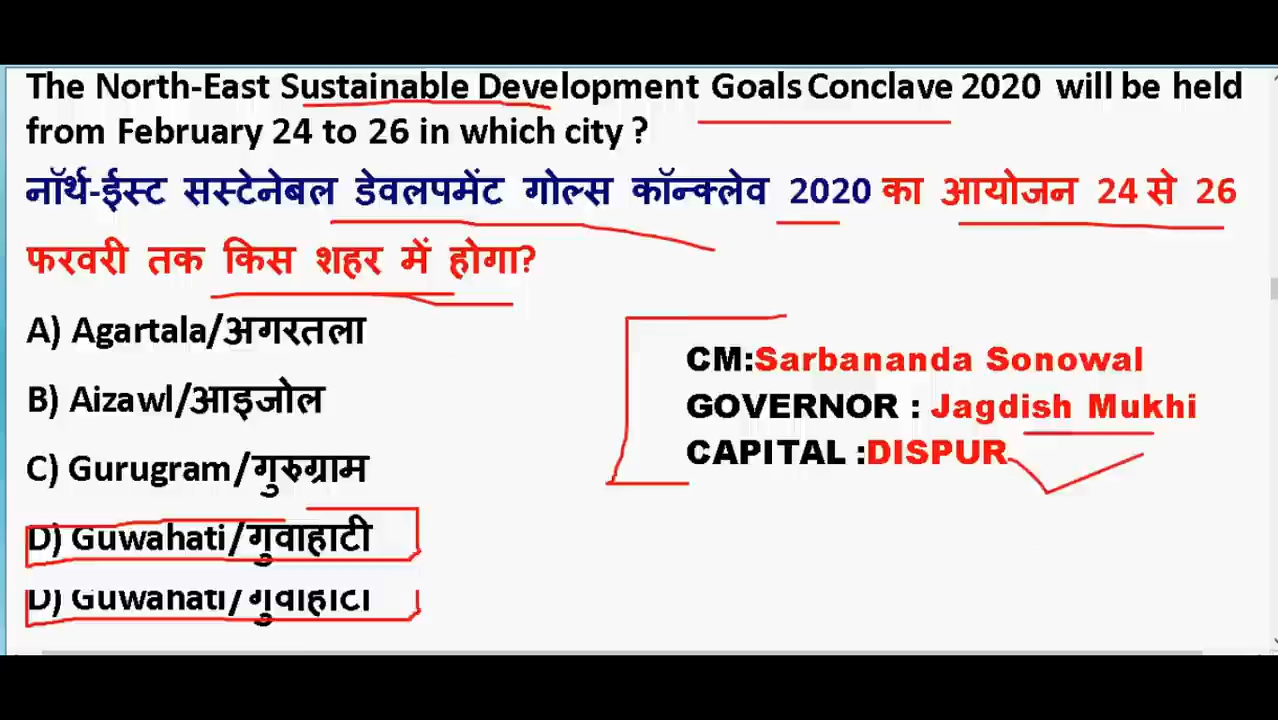 The North-East Sustainable Development Goals Conclave 2020 will be held
from February 24 to 26 in which city ?
नॉर्थ-ईस्ट सस्टेनेबल डेवलपमेंट गोल्स कॉन्क्लेव 2020 का आयोजन 24 से 26
फरवरी तक किस शहर में होगा?
A) Agartala/अगरतला
B) Aizawl/आइजोल
C) Gurugram/गुरुग्राम
D) Guwahati/गुवाहाटी
D) Guwahati/गुवाहाटी
CM:Sarbananda Sonowal
GOVERNOR : Jagdish Mukhi
CAPITAL :DISPUR